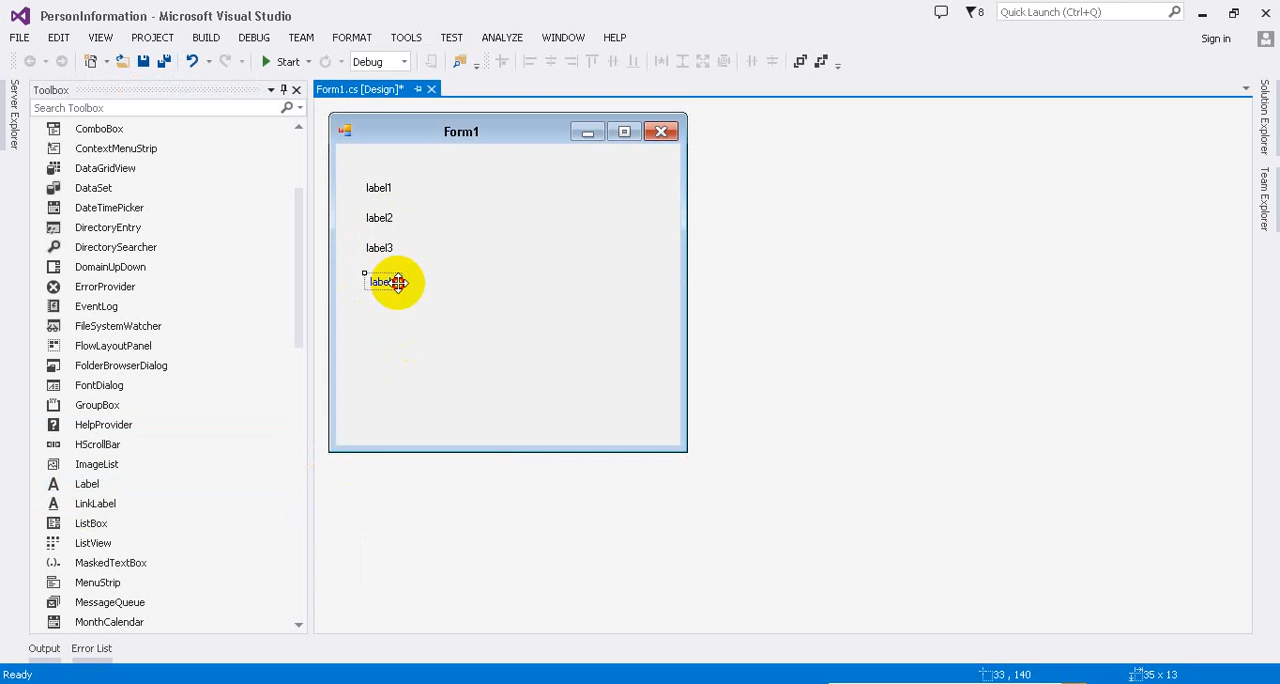 PersonInformation - Microsoft Visual Studio
8
Quick Launch (Ctrl+Q)
FILE EDIT VIEW PROJECT BUILD DEBUG TEAM FORMAT TOOLS TEST ANALYZE WINDOW HELP
Sign in
Start
Debug
Server Explorer
Toolbox
Search Toolbox
ComboBox
ContextMenuStrip
DataGridView
DataSet
DateTimePicker
DirectoryEntry
DirectorySearcher
DomainUpDown
ErrorProvider
EventLog
FileSystemWatcher
FlowLayoutPanel
FolderBrowserDialog
FontDialog
GroupBox
HelpProvider
HScrollBar
ImageList
Label
LinkLabel
ListBox
ListView
MaskedTextBox
MenuStrip
MessageQueue
MonthCalendar
Form1.cs [Design]*
Form1
label1
label2
label3
Solution Explorer
Team Explorer
Output Error List
Ready
33 , 140
35 x 13